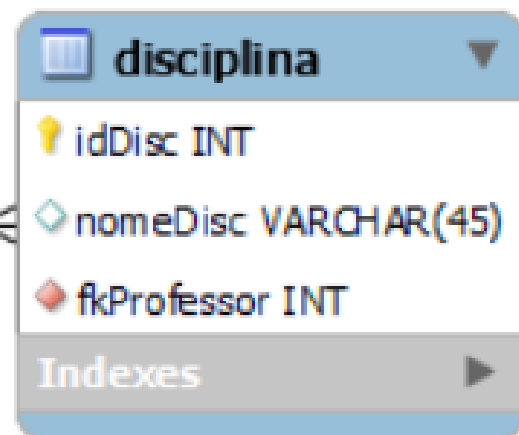 disciplina
idDisc INT
nomeDisc VARCHAR(45)
fkProfessor INT
Indexes